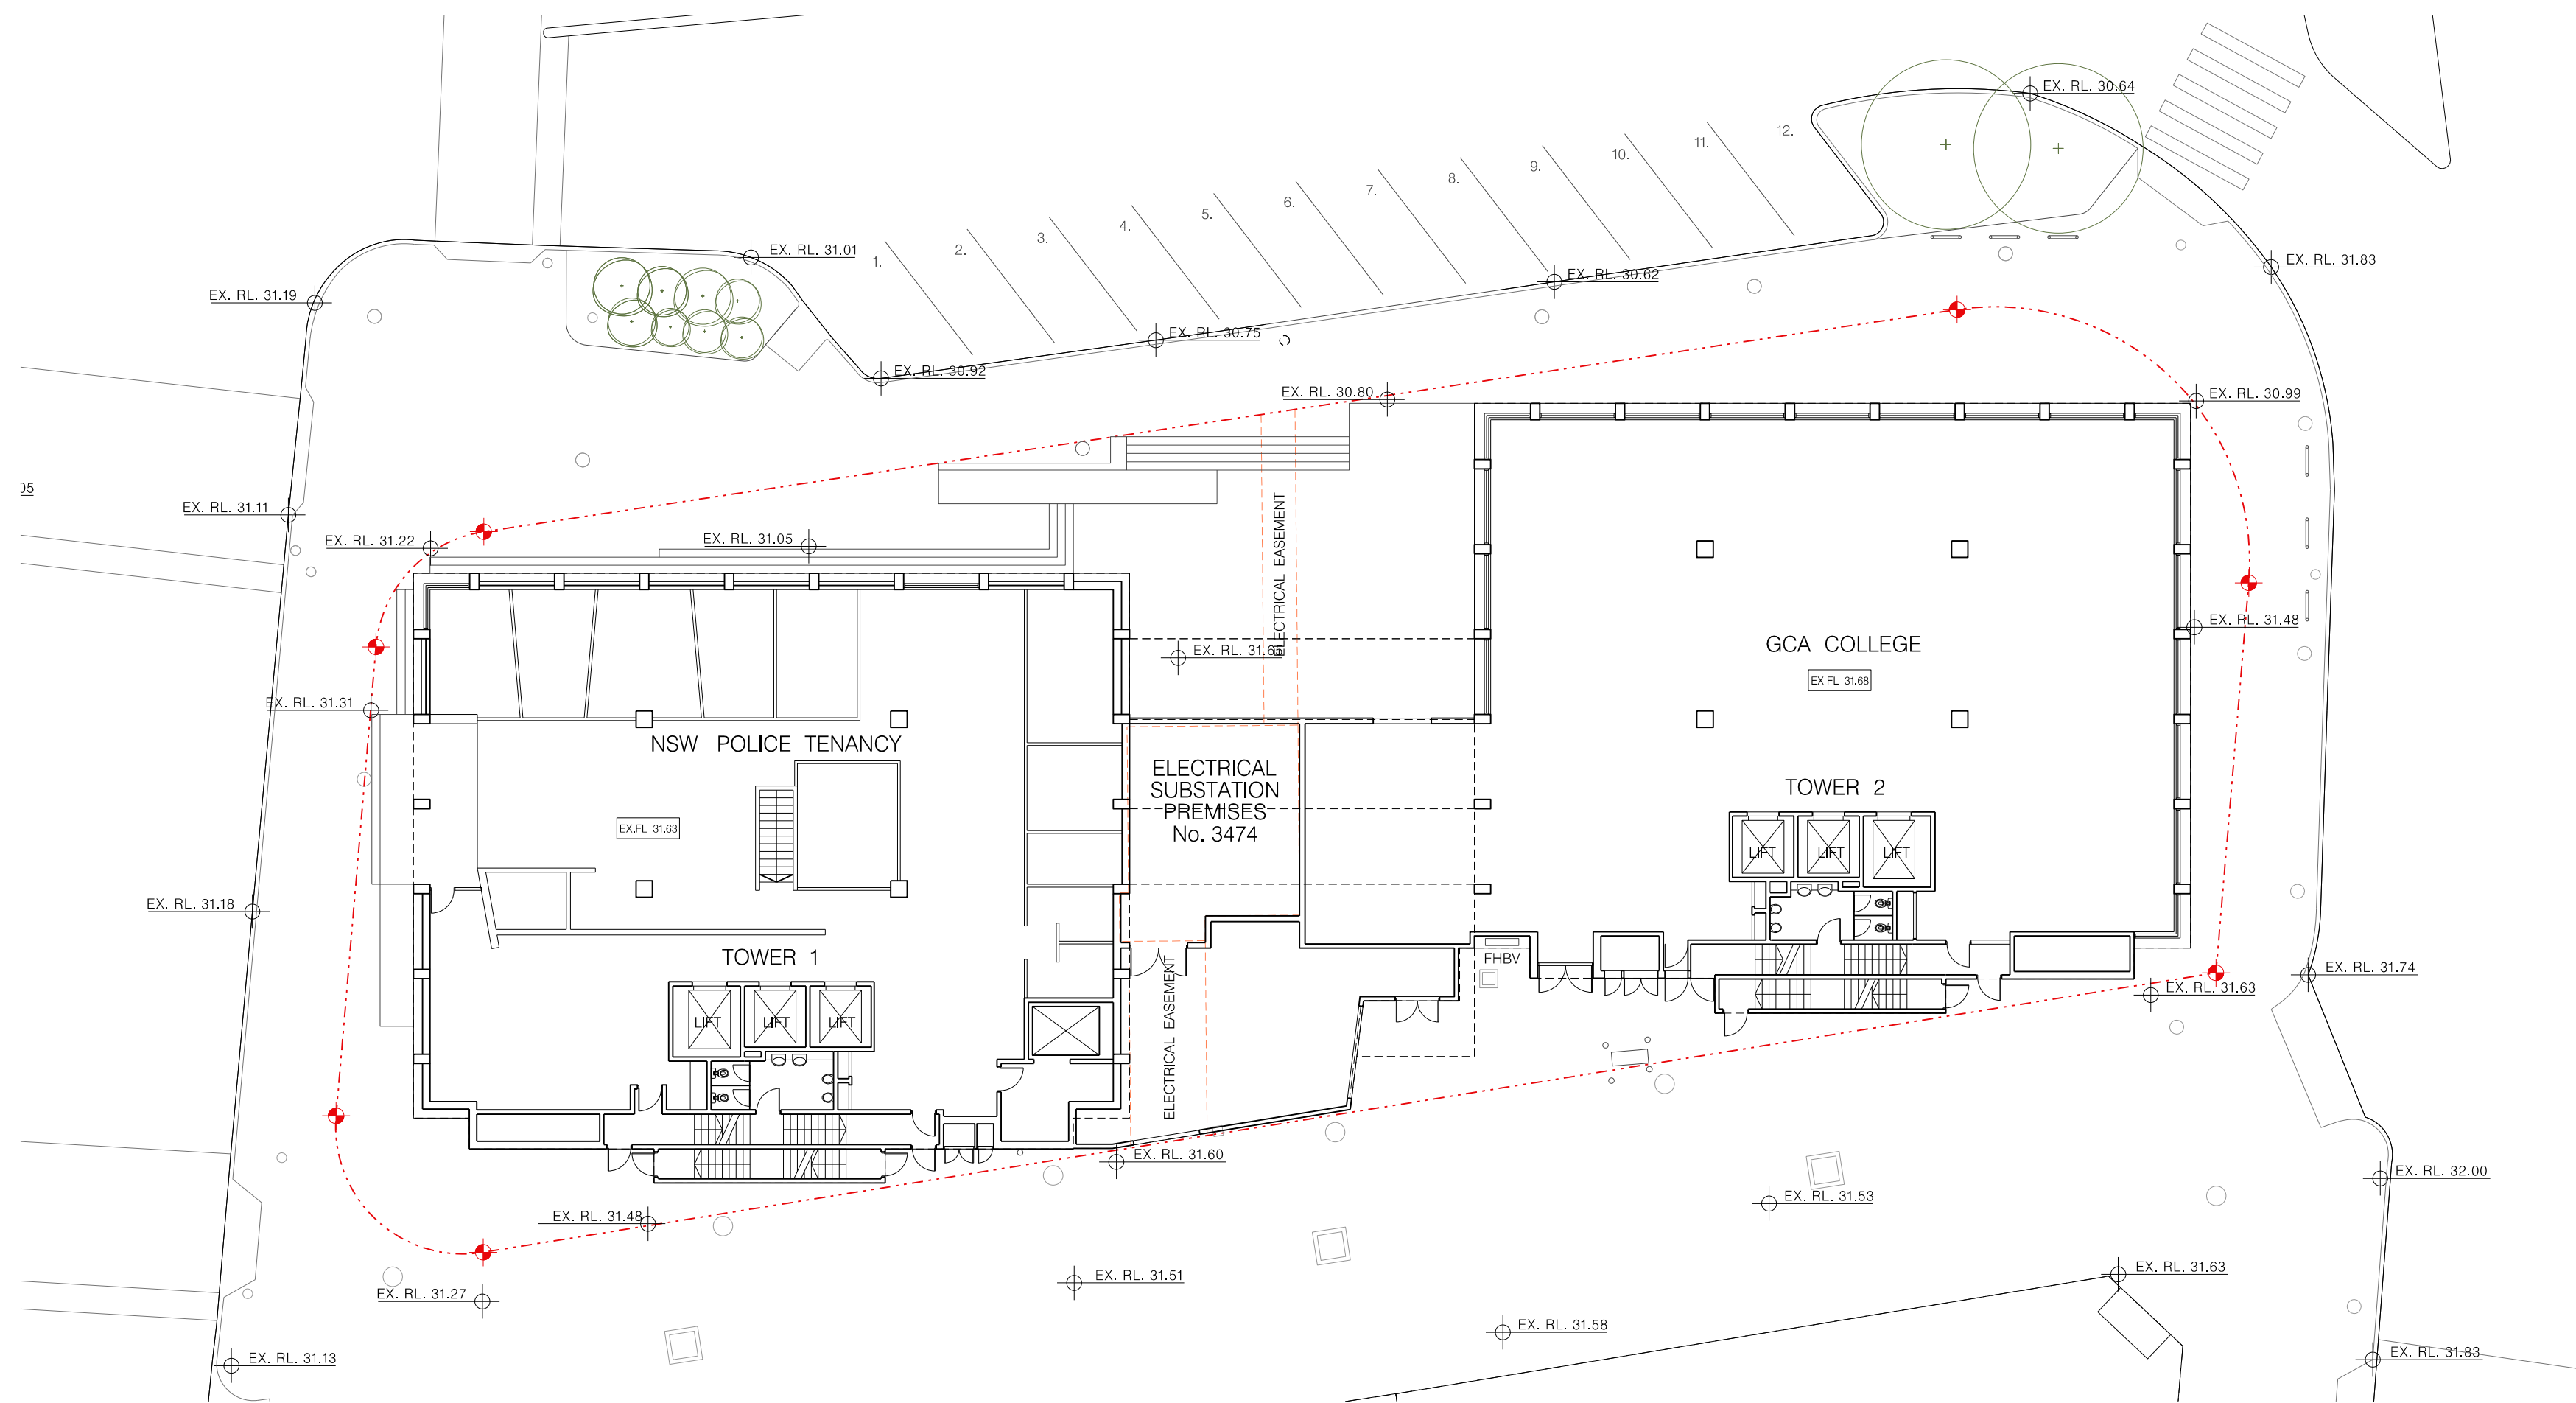 EX. RL. 30.64
12.
11.
10.
9.
8.
7.
6.
5.
4.
3.
2.
1.
EX. RL. 31.01
EX. RL. 31.83
EX. RL. 30.62
EX. RL. 31.19
EX. RL. 30.75
EX. RL. 30.92
EX. RL. 30.80
EX. RL. 30.99
05
EX. RL. 31.11
EX. RL. 31.22
EX. RL. 31.05
ELECTRICAL EASEMENT
EX. RL. 31.48
GCA COLLEGE
EX. RL. 31.65
EX.FL 31.68
EX. RL. 31.31
NSW POLICE TENANCY
ELECTRICAL
SUBSTATION
PREMISES
No. 3474
TOWER 2
EX.FL 31.63
LIFT
LIFT
LIFT
EX. RL. 31.18
TOWER 1
FHBV
EX. RL. 31.74
EX. RL. 31.63
LIFT
LIFT
LIFT
ELECTRICAL EASEMENT
EX. RL. 31.60
EX. RL. 32.00
EX. RL. 31.53
EX. RL. 31.48
EX. RL. 31.51
EX. RL. 31.63
EX. RL. 31.27
EX. RL. 31.58
EX. RL. 31.13
EX. RL. 31.83